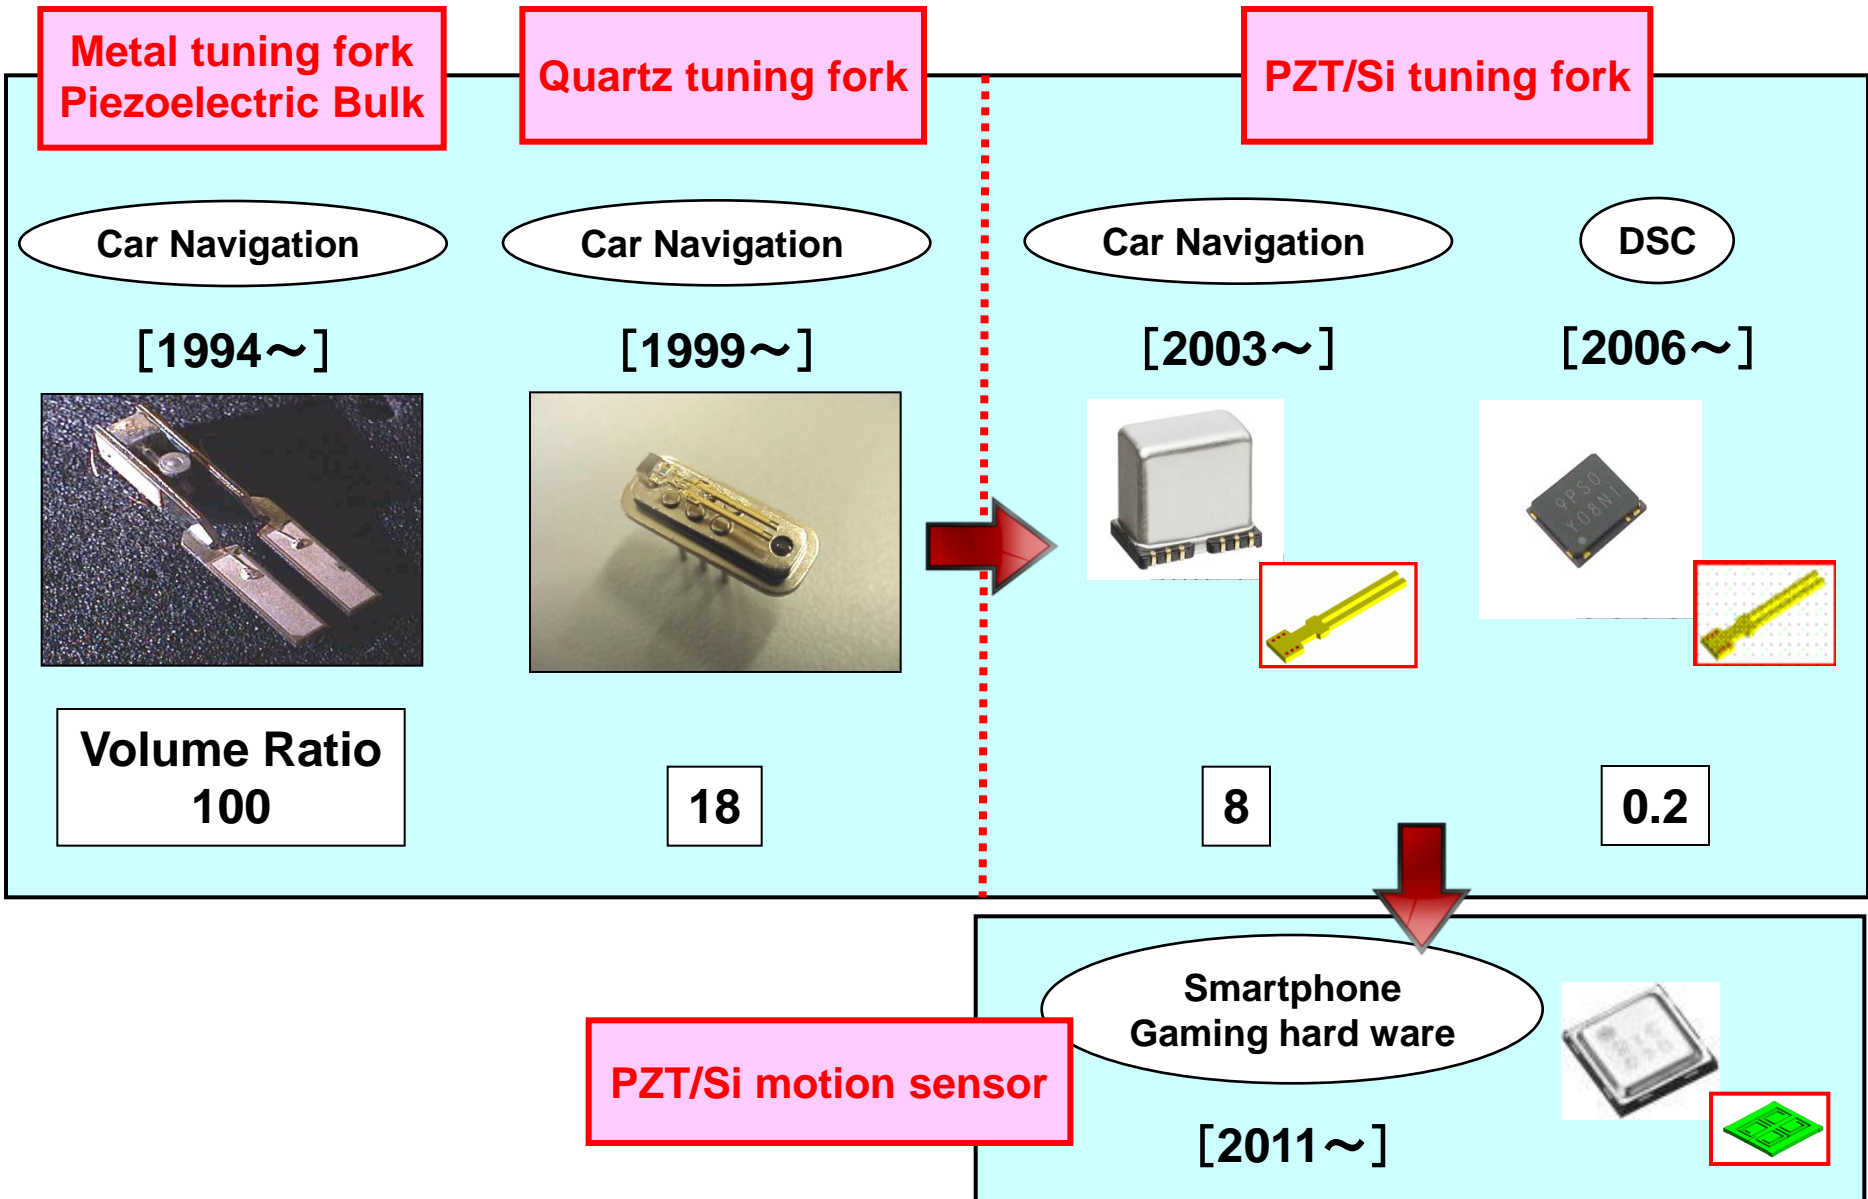 Metal tuning fork
Piezoelectric Bulk
Quartz tuning fork
PZT/Si tuning fork
Car Navigation
Car Navigation
Car Navigation
DSC
[1994～]
[1999～]
[2003～]
[2006～]
9PS0
Y08N1
Volume Ratio
100
18
8
0.2
Smartphone
Gaming hard ware
PZT/Si motion sensor
[2011～]